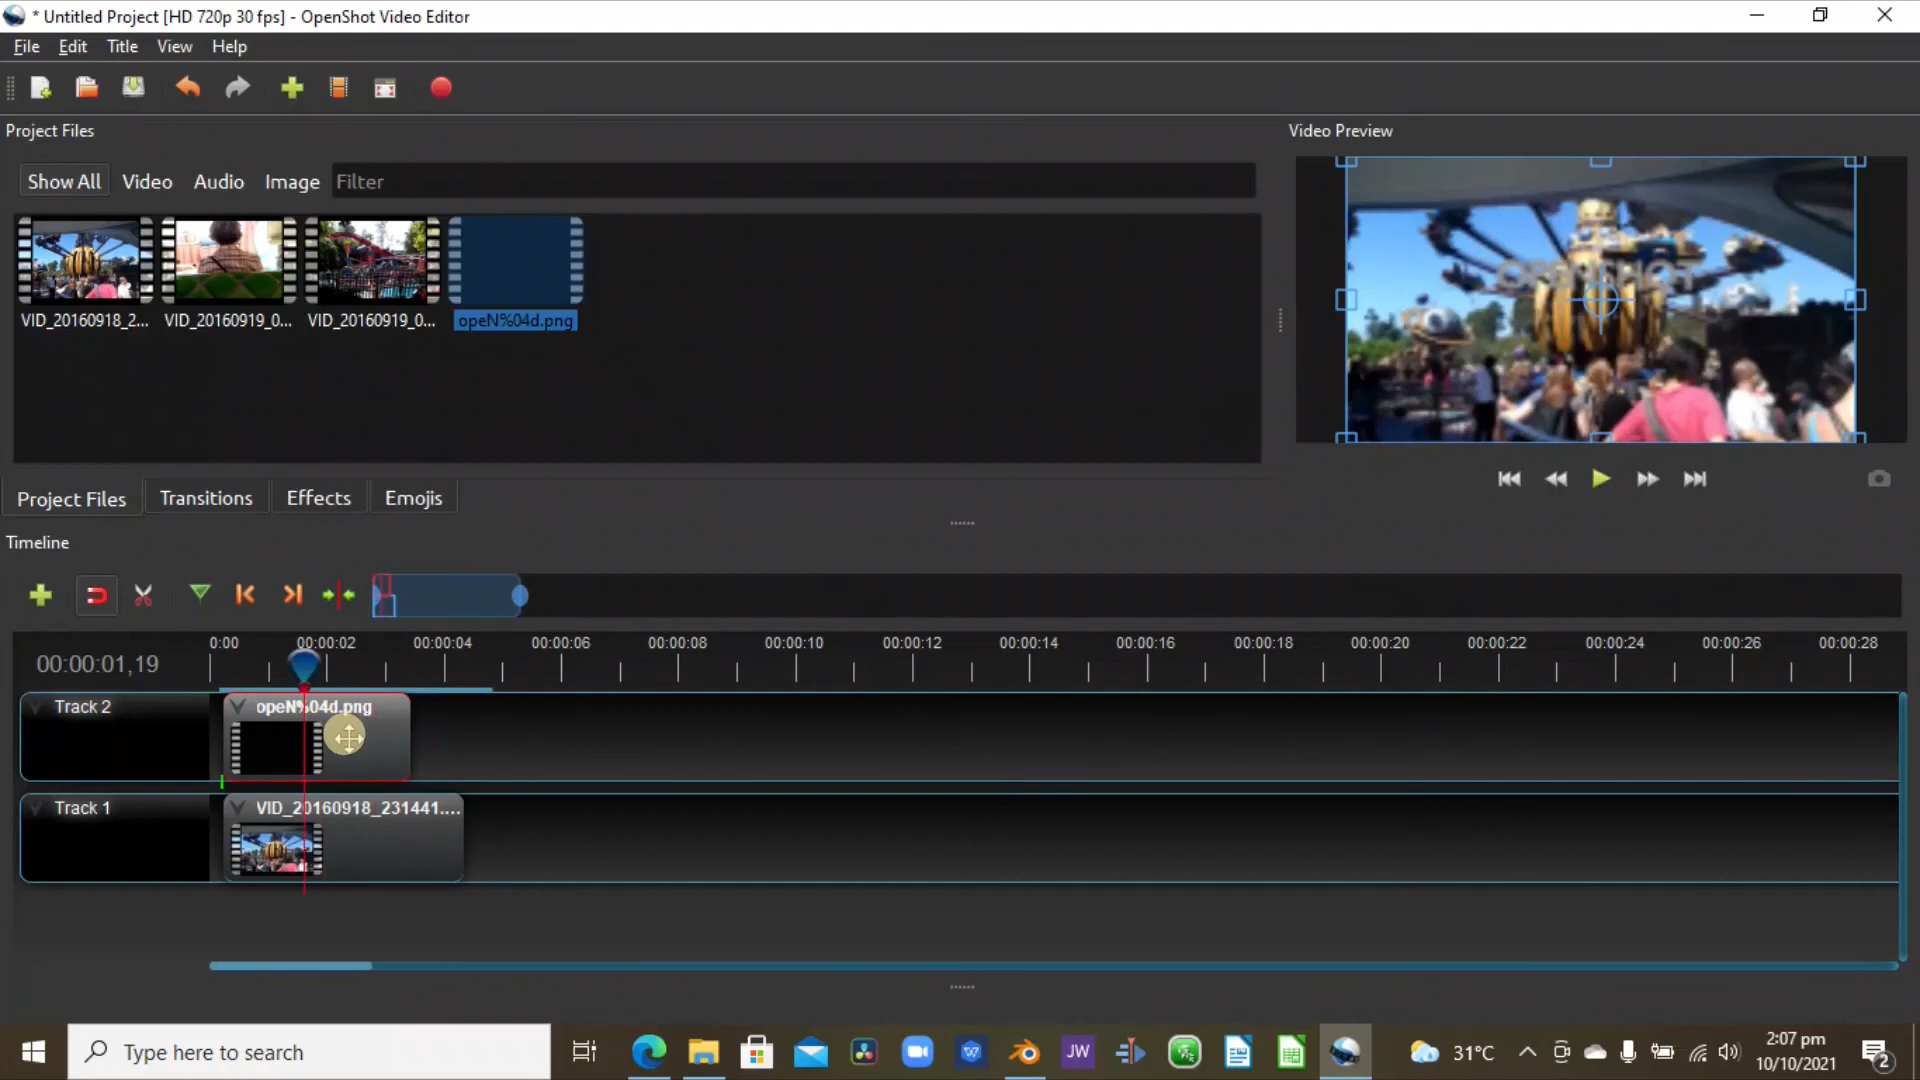 * Untitled Project [HD 720p 30 fps] - OpenShot Video Editor
File Edit Title View Help
Project Files
Video Preview
Show All Video Audio Image Filter
OPENSHOT
VID_20160918_2... VID_20160919_0... VID_20160919_0... opeN%04d.png
Project Files Transitions Effects Emojis
Timeline
0:00 00:00:02 00:00:04 00:00:06 00:00:08 00:00:10 00:00:12 00:00:14 00:00:16 00:00:18 00:00:20 00:00:22 00:00:24 00:00:26 00:00:28
00:00:01,19
Track 2 opeN%04d.png
Track 1 VID_20160918_231441....
Type here to search
JW
31°C
2:07 pm
10/10/2021
2